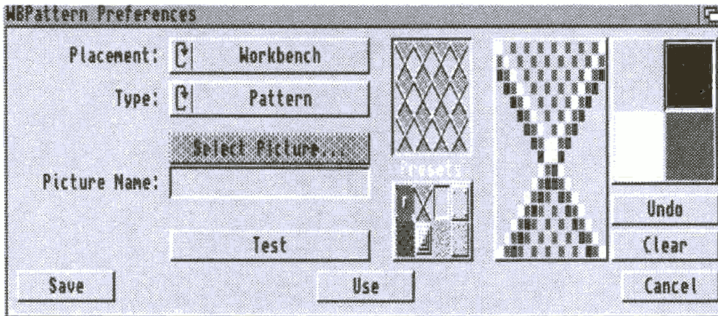 WBPattern Preferences
Placement: Workbench
Type: Pattern
Select Picture...
Presets
Picture Name:
Undo
Test
Clear
Save
Use
Cancel